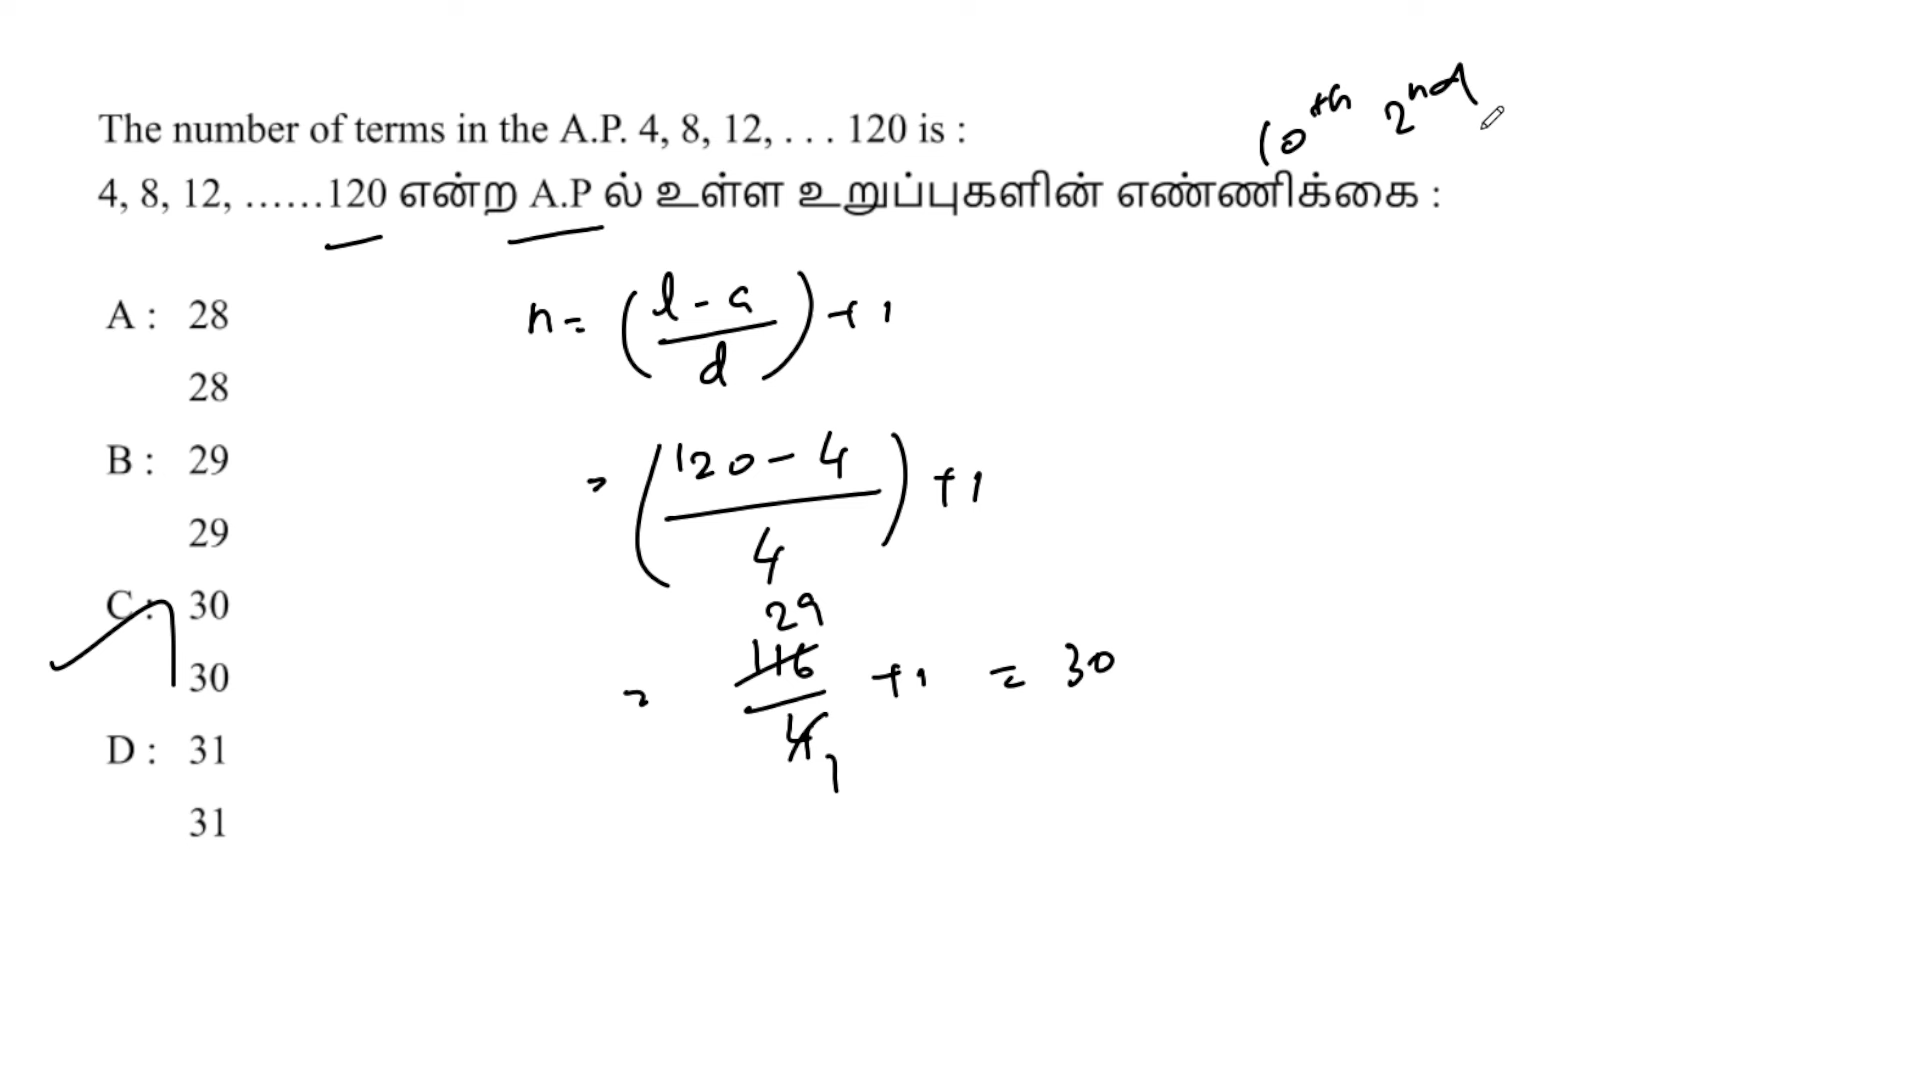 10th 2nd
The number of terms in the A.P. 4, 8, 12, . . . 120 is :
4, 8, 12, ......120 என்ற A.P ல் உள்ள உறுப்புகளின் எண்ணிக்கை :
A : 28
28
B : 29
29
C : 30
30
D : 31
31
n = (l - a / d) + 1
= (120 - 4 / 4) + 1
29
= 116 / 4 + 1 = 30
1